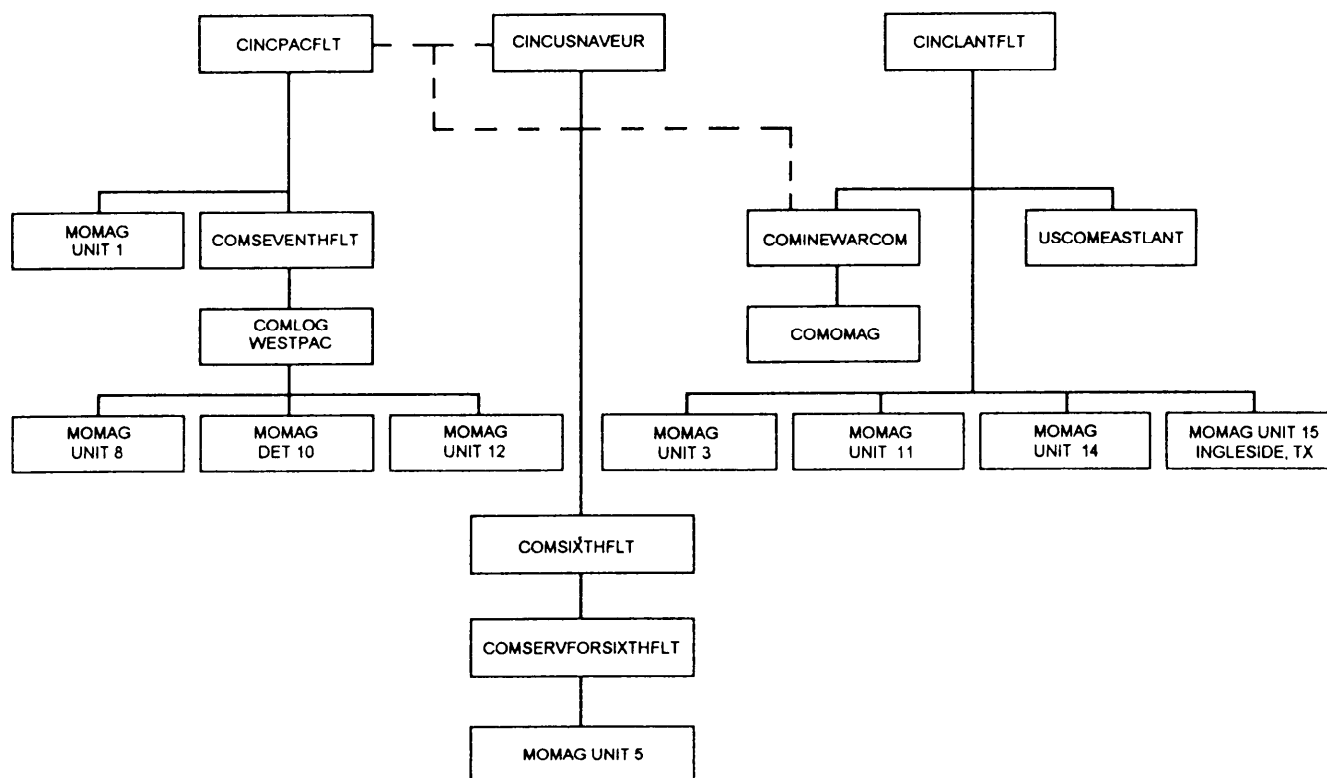 CINCPACFLT
CINCUSNAVEUR
CINCLANTFLT
MOMAG
UNIT 1
COMSEVENTHFLT
COMINEWARCOM
USCOMEASTLANT
COMLOG
WESTPAC
COMOMAG
MOMAG
UNIT 8
MOMAG
DET 10
MOMAG
UNIT 12
MOMAG
UNIT 3
MOMAG
UNIT 11
MOMAG
UNIT 14
MOMAG UNIT 15
INGLESIDE, TX
COMSIXTHFLT
COMSERVFORSIXTHFLT
MOMAG UNIT 5